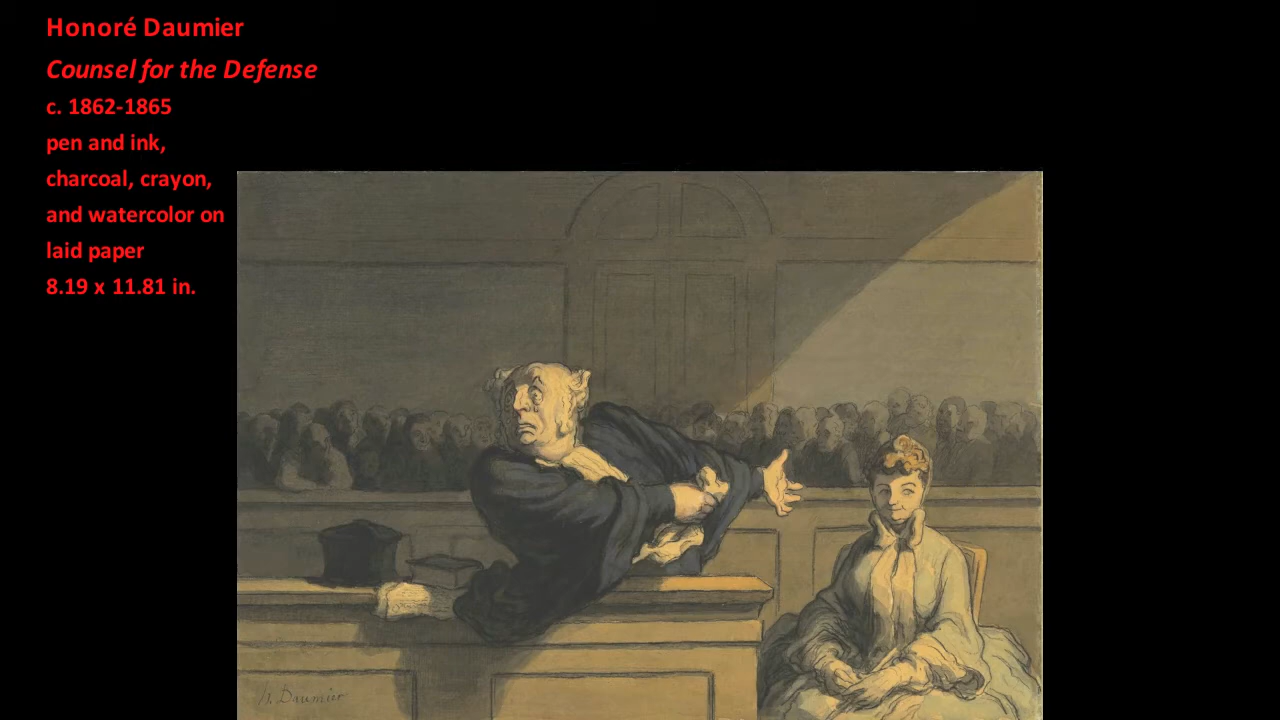 Honoré Daumier
Counsel for the Defense
c. 1862-1865
pen and ink,
charcoal, crayon,
and watercolor on
laid paper
8.19 x 11.81 in.
h. Daumier